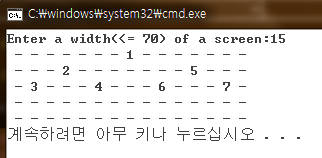 C:\windows\system32\cmd.exe
Enter a width(<= 70) of a screen:15
- - - - - - - 1 - - - - - - -
- - - 2 - - - - - - - 5 - - -
- 3 - - - 4 - - - 6 - - - 7 -
- - - - - - - - - - - - - - -
- - - - - - - - - - - - - - -
계속하려면 아무 키나 누르십시오 . . .